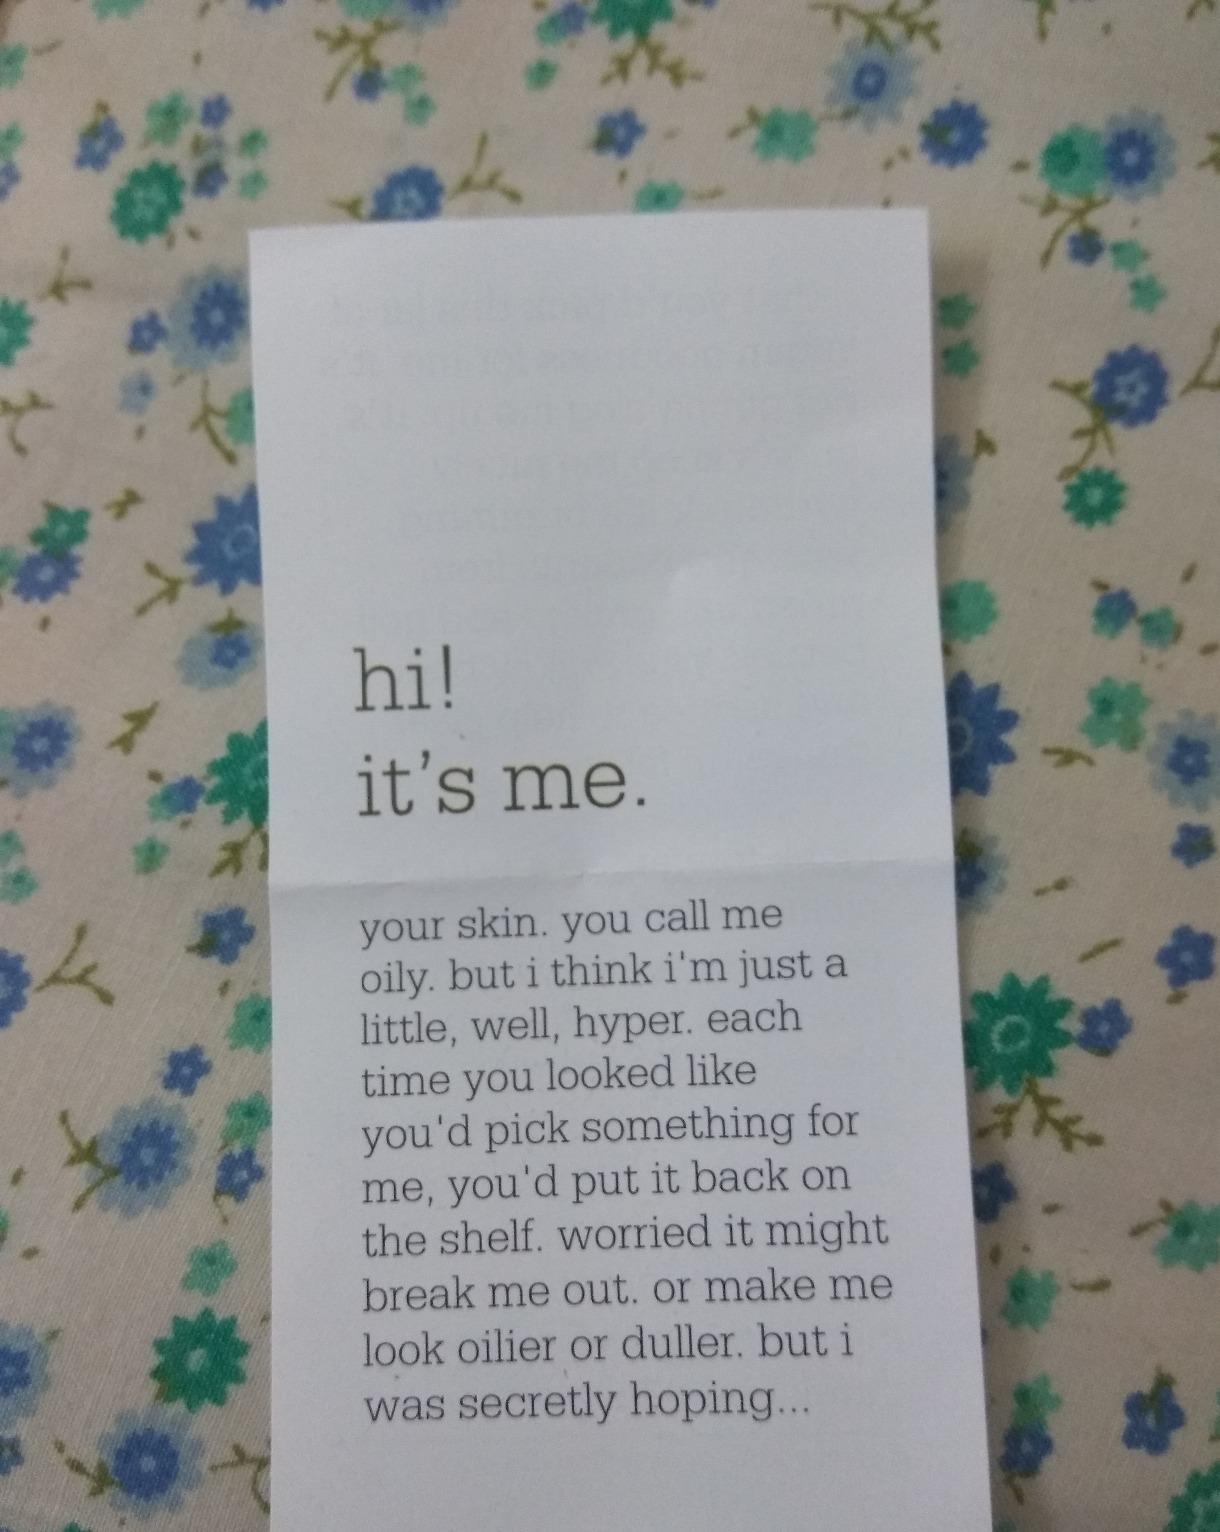 hi!
it's me.
your skin. you call me
oily. but i think i'm just a
little, well, hyper. each
time you looked like
you'd pick something for
me, you'd put it back on
the shelf. worried it might
break me out. or make me
look oilier or duller. but i
was secretly hoping...